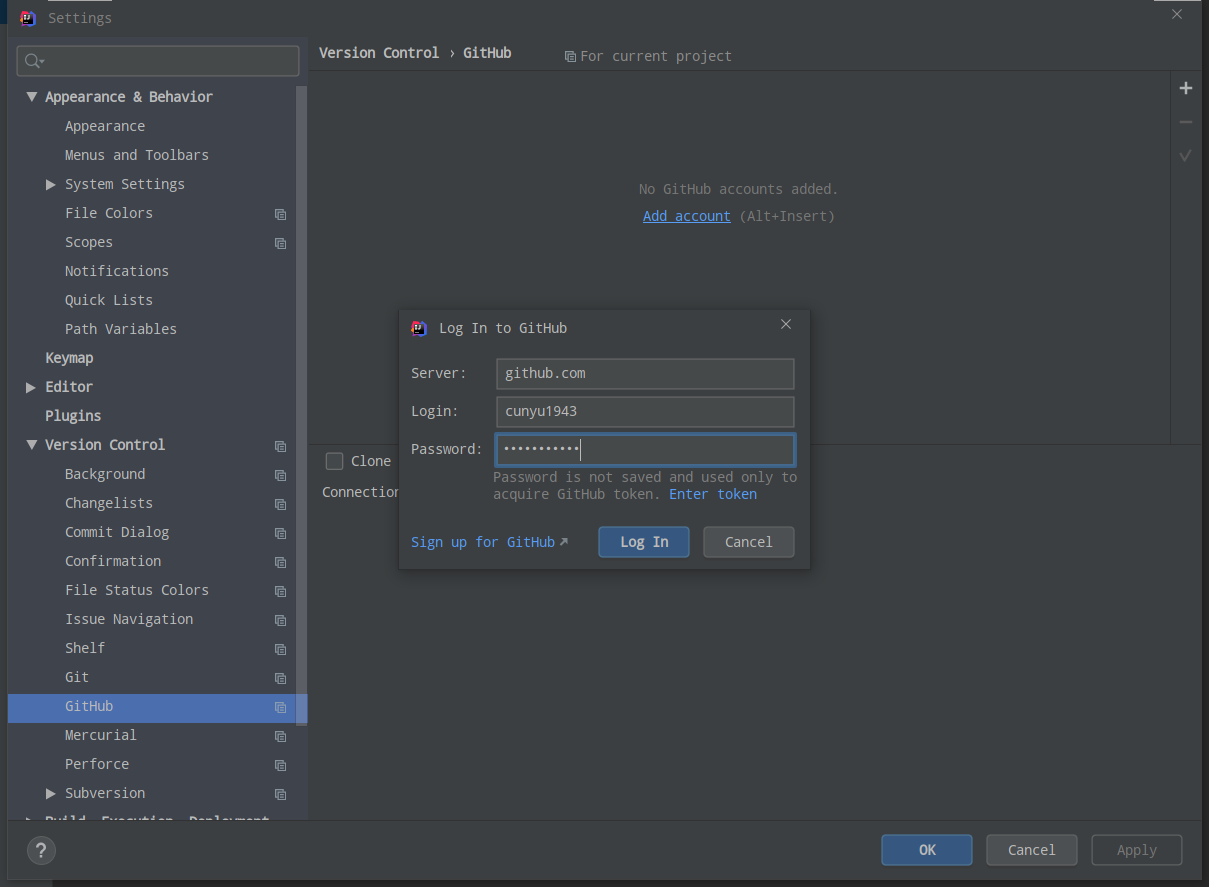 Settings
Version Control › GitHub
For current project
Appearance & Behavior
Appearance
Menus and Toolbars
System Settings
File Colors
Scopes
Notifications
Quick Lists
Path Variables
Keymap
Editor
Plugins
Version Control
Background
Changelists
Commit Dialog
Confirmation
File Status Colors
Issue Navigation
Shelf
Git
GitHub
Mercurial
Perforce
Subversion
Build, Execution, Deployment
No GitHub accounts added.
Add account (Alt+Insert)
Clone
Connection
Log In to GitHub
Server: github.com
Login: cunyu1943
Password: •••••••••••
Password is not saved and used only to
acquire GitHub token. Enter token
Sign up for GitHub
Log In
Cancel
?
OK
Cancel
Apply